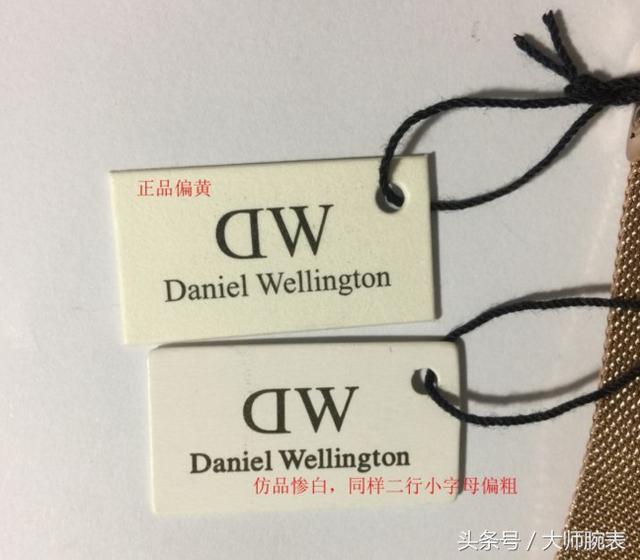 正品偏黄
DW
Daniel Wellington
DW
Daniel Wellington
仿品惨白，同样二行小字母偏粗
头条号 / 大师腕表